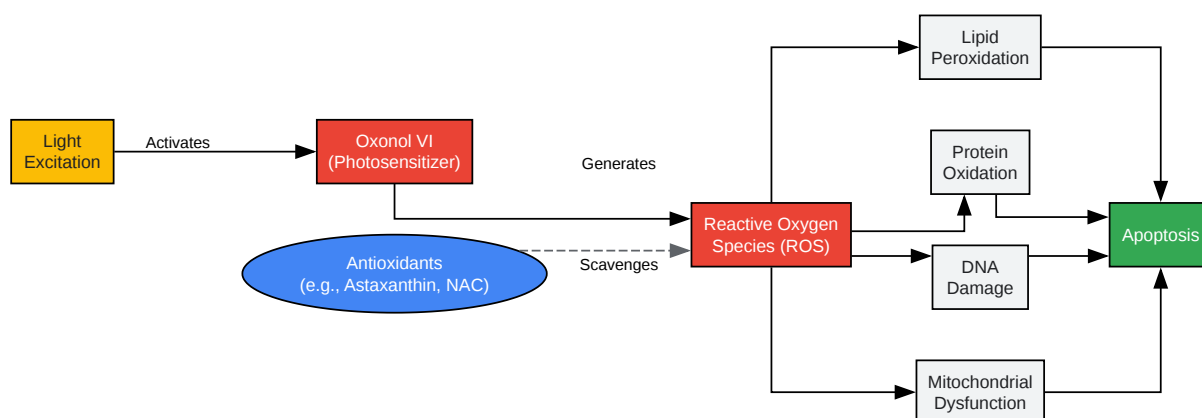 Light
Excitation
Activates
Oxonol VI
(Photosensitizer)
Generates
Antioxidants
(e.g., Astaxanthin, NAC)
Scavenges
Reactive Oxygen
Species (ROS)
Lipid
Peroxidation
Protein
Oxidation
DNA
Damage
Mitochondrial
Dysfunction
Apoptosis